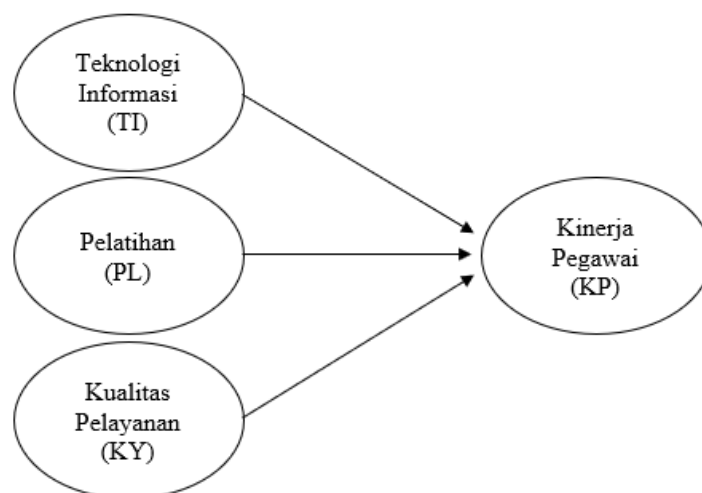 Teknologi
Informasi
(TI)
Pelatihan
(PL)
Kualitas
Pelayanan
(KY)
Kinerja
Pegawai
(KP)